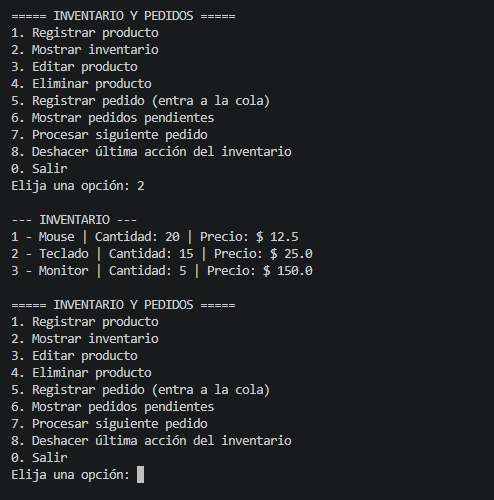 ===== INVENTARIO Y PEDIDOS =====
1. Registrar producto
2. Mostrar inventario
3. Editar producto
4. Eliminar producto
5. Registrar pedido (entra a la cola)
6. Mostrar pedidos pendientes
7. Procesar siguiente pedido
8. Deshacer última acción del inventario
0. Salir
Elija una opción: 2

--- INVENTARIO ---
1 - Mouse | Cantidad: 20 | Precio: $ 12.5
2 - Teclado | Cantidad: 15 | Precio: $ 25.0
3 - Monitor | Cantidad: 5 | Precio: $ 150.0

===== INVENTARIO Y PEDIDOS =====
1. Registrar producto
2. Mostrar inventario
3. Editar producto
4. Eliminar producto
5. Registrar pedido (entra a la cola)
6. Mostrar pedidos pendientes
7. Procesar siguiente pedido
8. Deshacer última acción del inventario
0. Salir
Elija una opción: